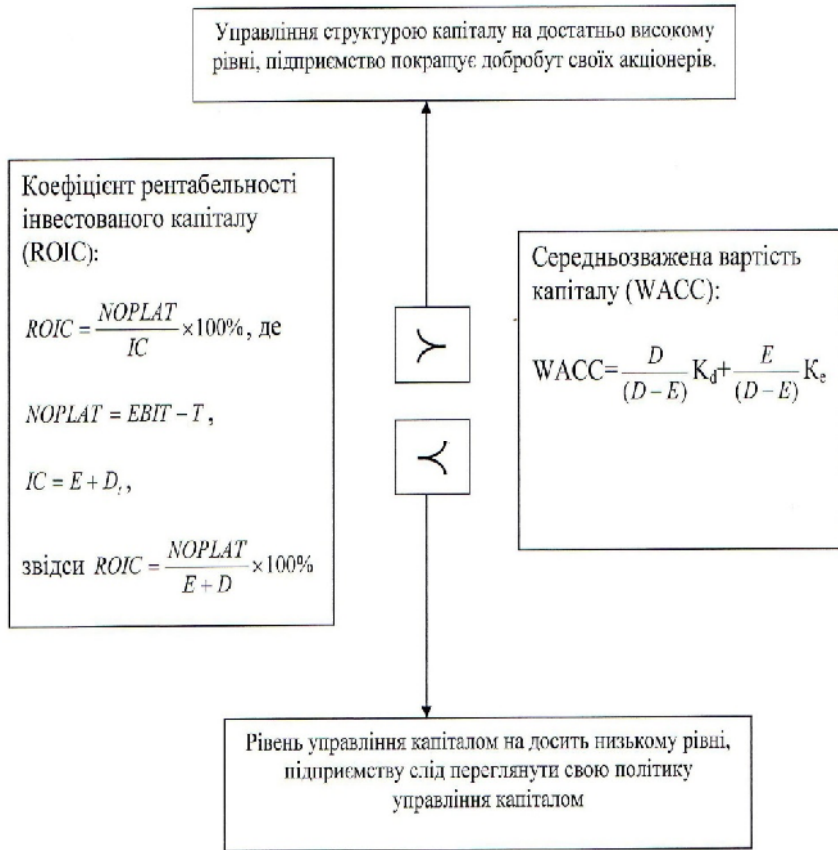 Управління структурою капіталу на достатньо високому
рівні, підприємство покращує добробут своїх акціонерів.
Коефіцієнт рентабельності
інвестованого капіталу
(ROIC):
ROIC = NOPLAT / IC × 100% , де
NOPLAT = EBIT − T ,
IC = E + D, ,
звідси ROIC = NOPLAT / E + D × 100%
≻
≺
Середньозважена вартість
капіталу (WACC):
WACC= D / (D − E) Kd+ E / (D − E) Ke
Рівень управління капіталом на досить низькому рівні,
підприємству слід переглянути свою політику
управління капіталом